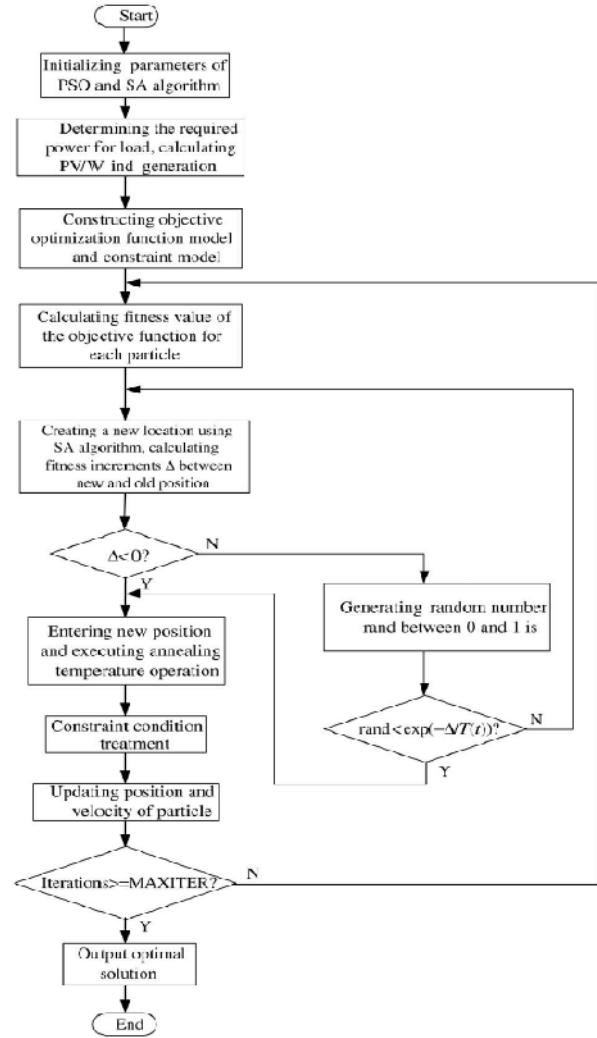 Start
Initializing parameters of
PSO and SA algorithm
Determining the required
power for load, calculating
PV/W ind generation
Constructing objective
optimization function model
and constraint model
Calculating fitness value of
the objective function for
each particle
Creating a new location using
SA algorithm, calculating
fitness increments Δ between
new and old position
Δ<0?
N
Y
Generating random number
rand between 0 and 1 is
Entering new position
and executing annealing
temperature operation
rand<exp(−Δ/T(t))?
N
Y
Constraint condition
treatment
Updating position and
velocity of particle
Iterations>=MAXITER?
N
Y
Output optimal
solution
End